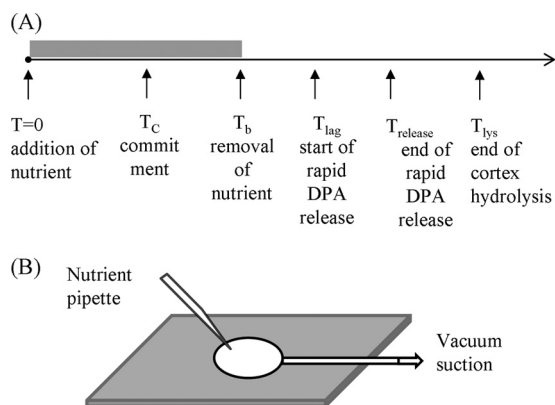 (A)
T=0
addition of
nutrient
T_C
commit
ment
T_b
removal
of
nutrient
T_lag
start of
rapid
DPA
release
T_release
end of
rapid
DPA
release
T_lys
end of
cortex
hydrolysis
(B)
Nutrient
pipette
Vacuum
suction